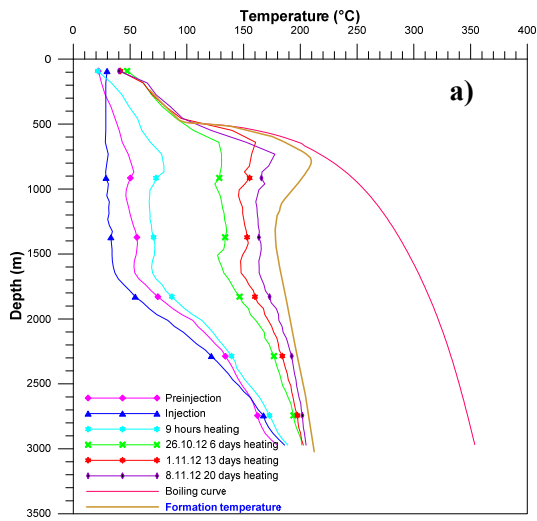 Temperature (°C)
0 50 100 150 200 250 300 350 400
a)
0
500
1000
1500
2000
2500
3000
3500
Depth (m)
Preinjection
Injection
9 hours heating
26.10.12 6 days heating
1.11.12 13 days heating
8.11.12 20 days heating
Boiling curve
Formation temperature